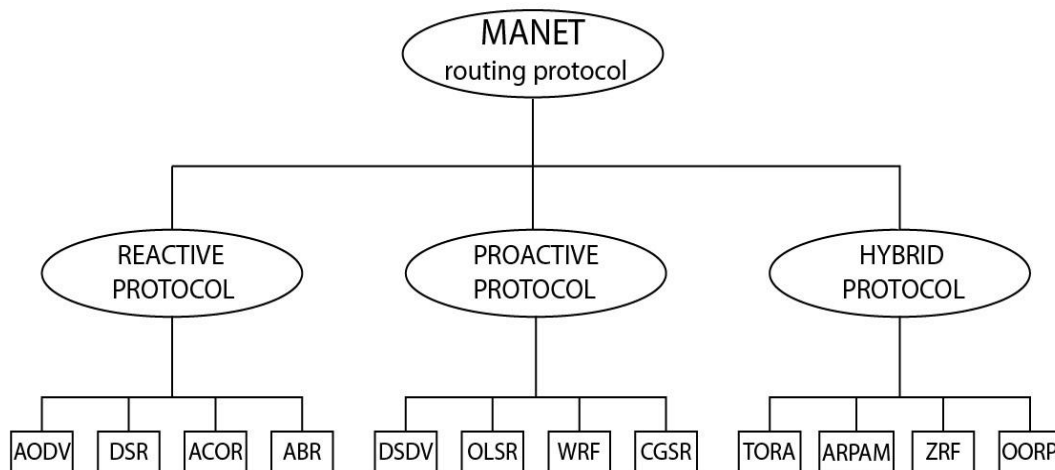 MANET
routing protocol
REACTIVE
PROTOCOL
PROACTIVE
PROTOCOL
HYBRID
PROTOCOL
AODV
DSR
ACOR
ABR
DSDV
OLSR
WRF
CGSR
TORA
ARPAM
ZRF
OORP